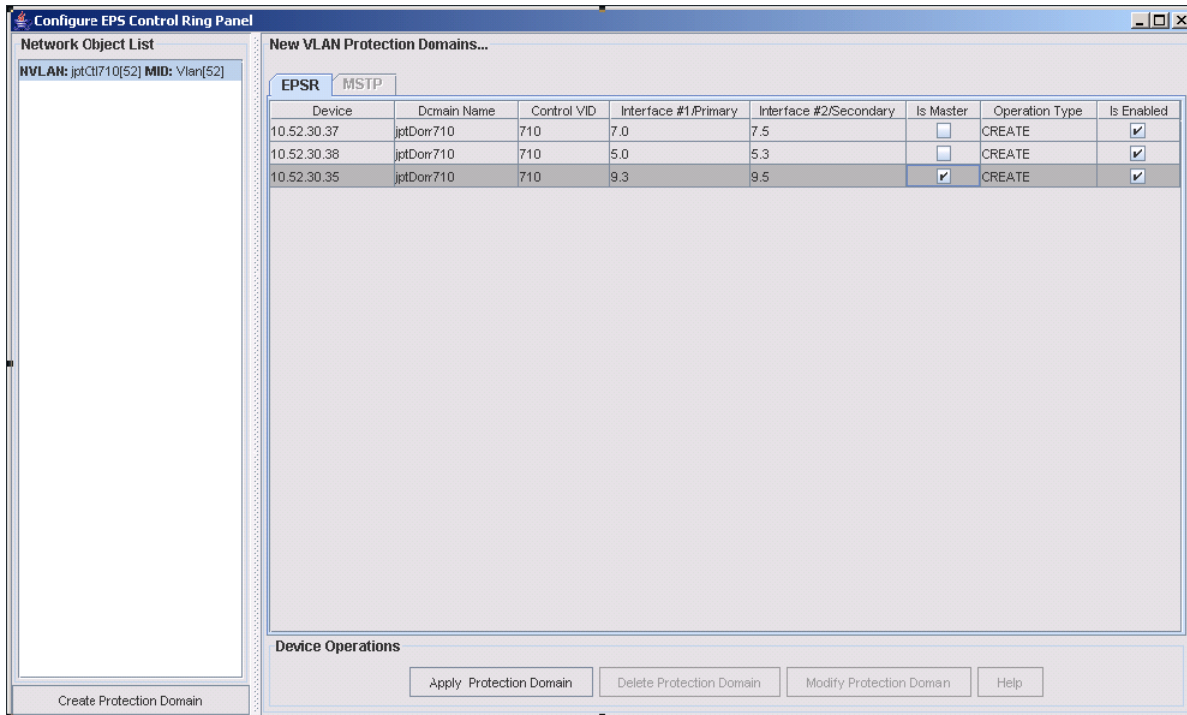 Configure EPS Control Ring Panel
Network Object List
NVLAN: jptCtl710[52] MID: Vlan[52]
Create Protection Domain
New VLAN Protection Domains...
EPSR MSTP
Device Domain Name Control VID Interface #1/Primary Interface #2/Secondary Is Master Operation Type Is Enabled
10.52.30.37 jptDom710 710 7.0 7.5 CREATE
10.52.30.38 jptDom710 710 5.0 5.3 CREATE
10.52.30.35 jptDom710 710 9.3 9.5 CREATE
Device Operations
Apply Protection Domain Delete Protection Domain Modify Protection Doman Help